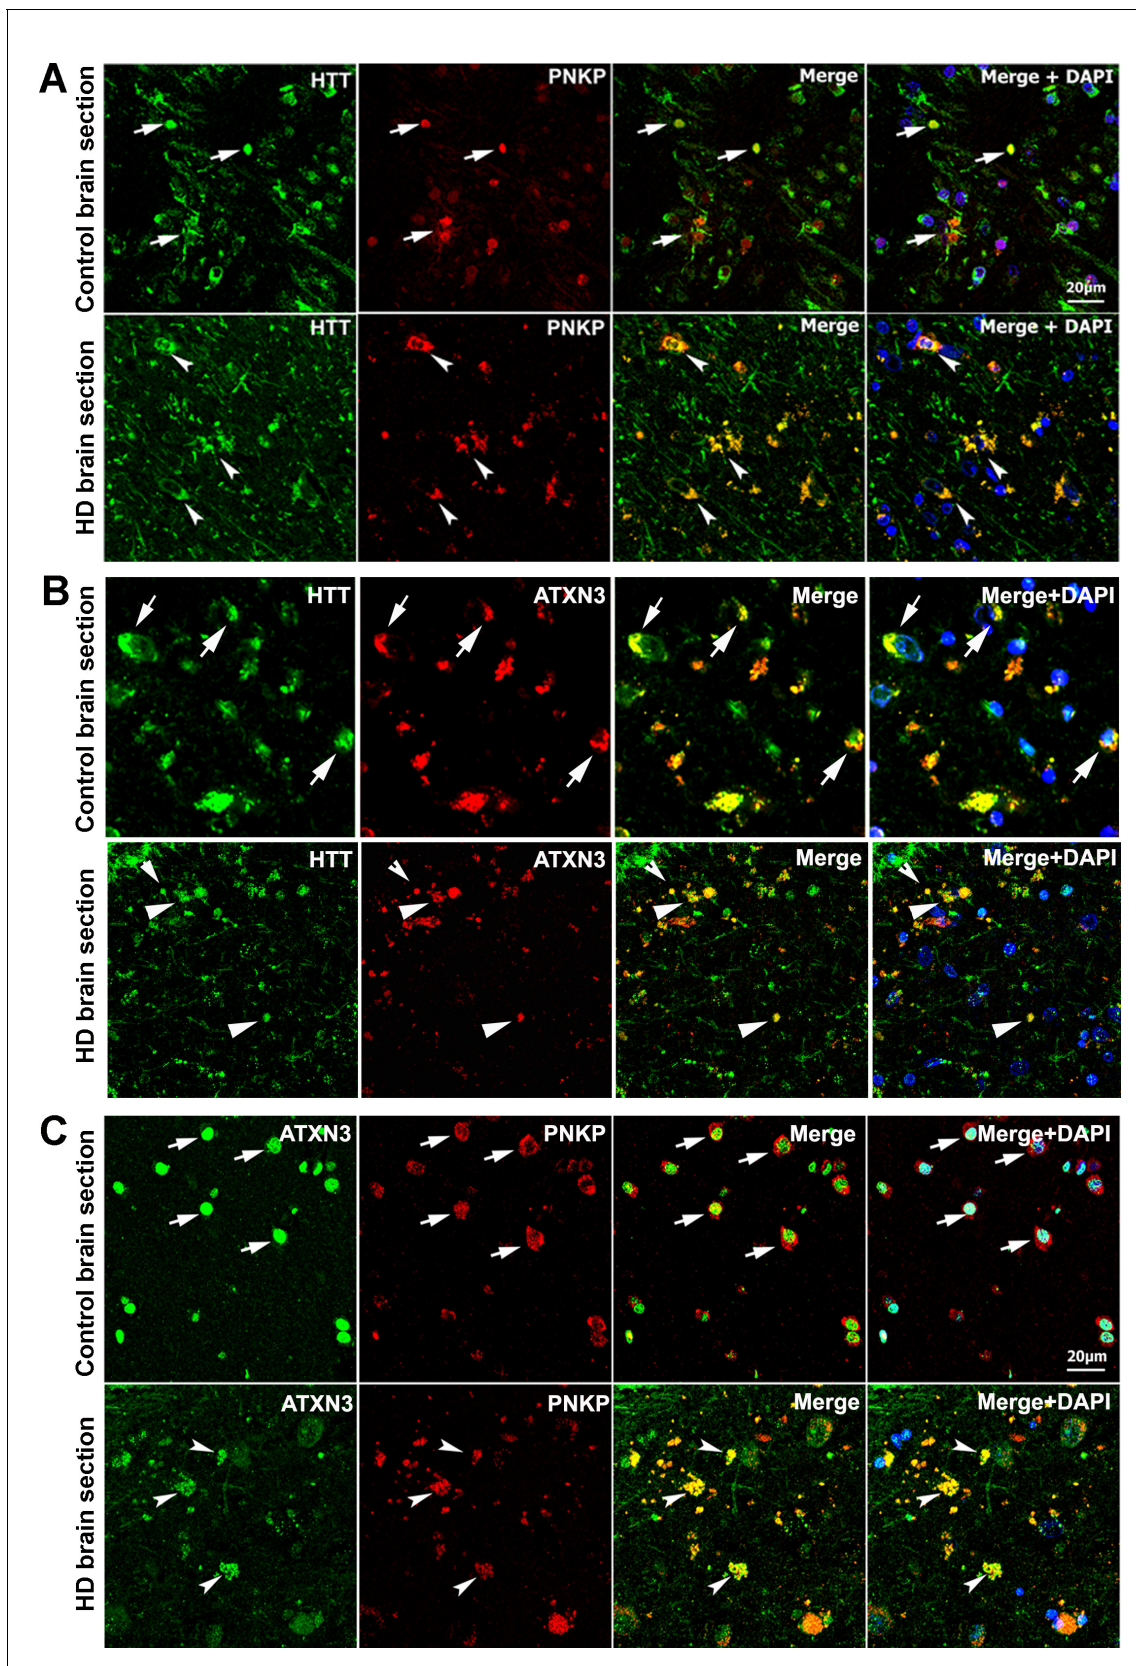 A
Control brain section
HTT
PNKP
Merge
Merge + DAPI
20µm
HD brain section
HTT
PNKP
Merge
Merge + DAPI
B
Control brain section
HTT
ATXN3
Merge
Merge+DAPI
HD brain section
HTT
ATXN3
Merge
Merge+DAPI
C
Control brain section
ATXN3
PNKP
Merge
Merge+DAPI
20µm
HD brain section
ATXN3
PNKP
Merge
Merge+DAPI